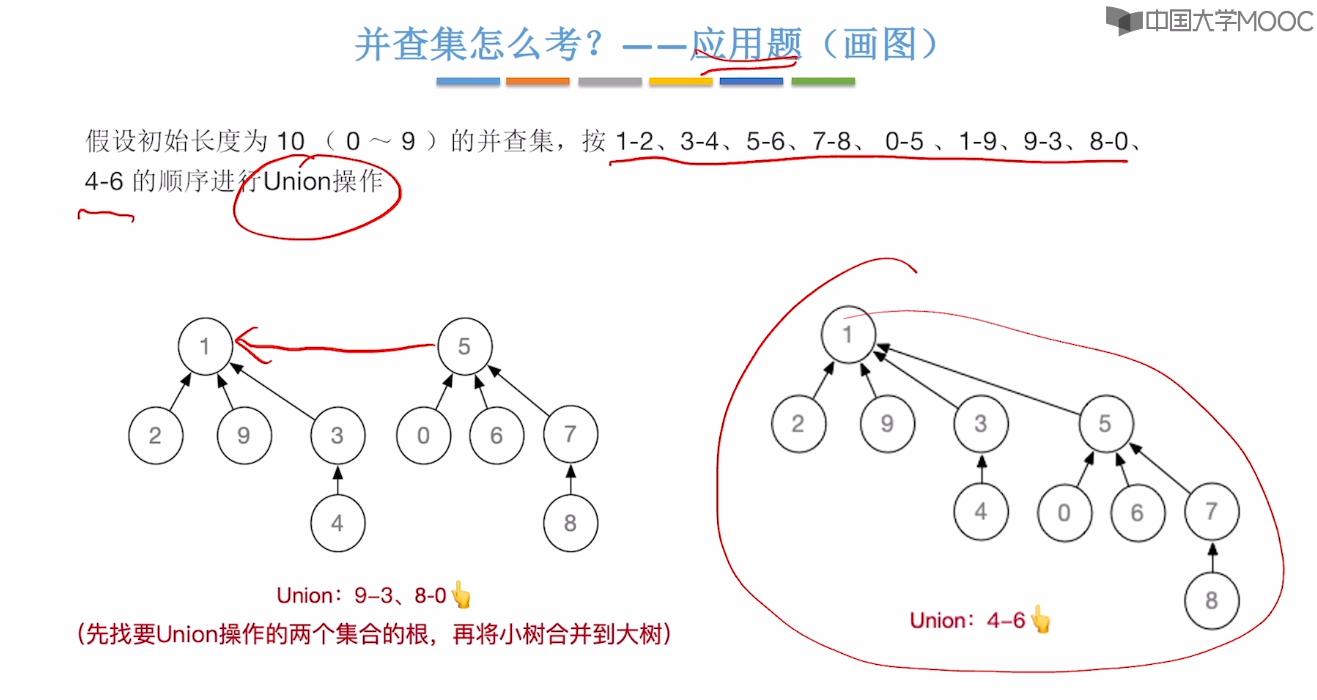 中国大学MOOC
并查集怎么考？——应用题（画图）
假设初始长度为 10 （ 0 ～ 9 ）的并查集，按 1-2、3-4、5-6、7-8、 0-5 、1-9、9-3、8-0、
4-6 的顺序进行Union操作
1 5
2 9 3 0 6 7
4 8
Union：9–3、8-0👆
（先找要Union操作的两个集合的根，再将小树合并到大树）
1
2 9 3 5
4 0 6 7
8
Union：4–6👆